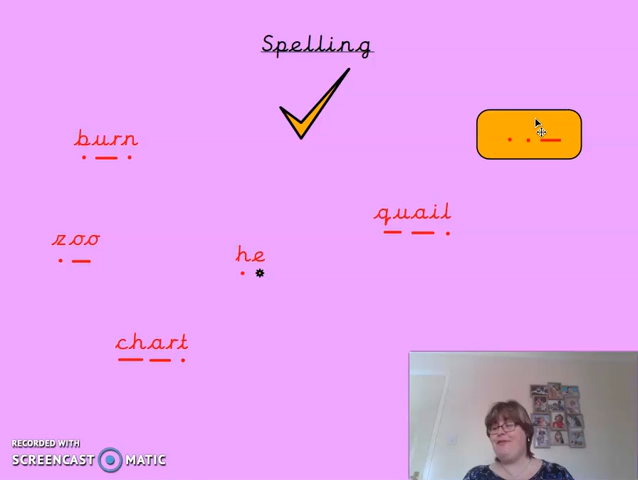 Spelling
burn
quail
zoo
he
chart
RECORDED WITH
SCREENCAST MATIC